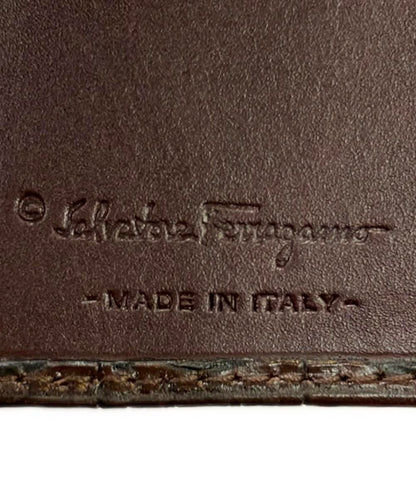 © Salvatore Ferragamo
- MADE IN ITALY -